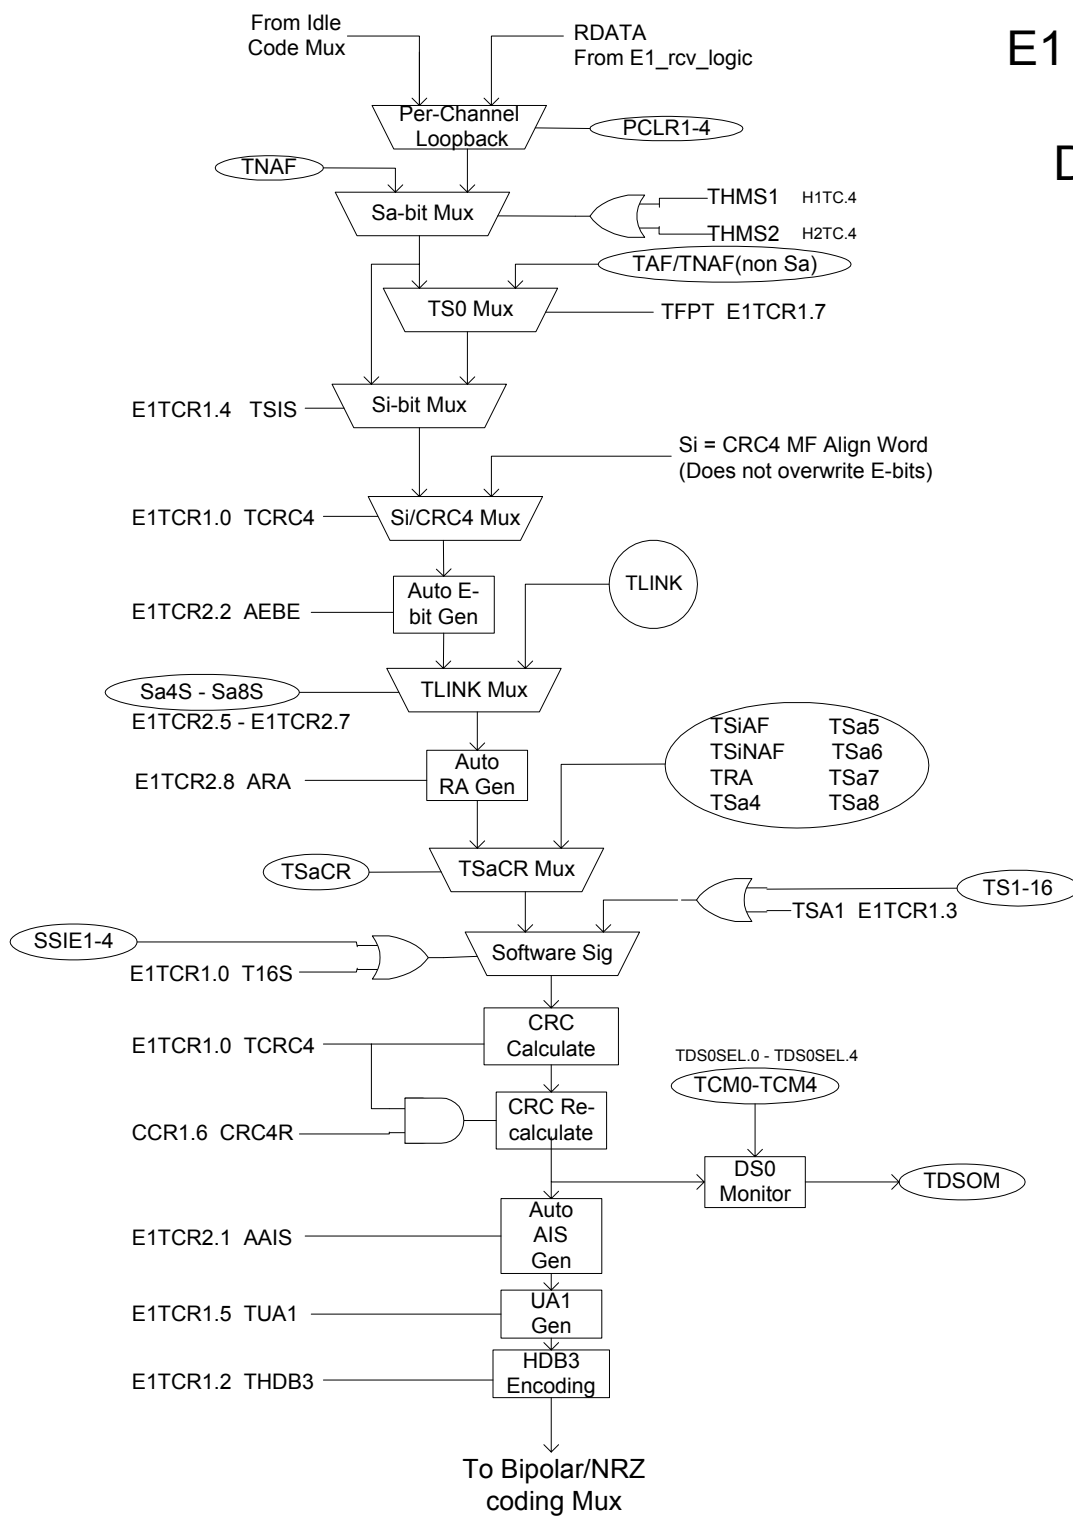 From Idle
Code Mux
RDATA
From E1_rcv_logic
E1
Per-Channel
Loopback
PCLR1-4
D
TNAF
Sa-bit Mux
THMS1 H1TC.4
THMS2 H2TC.4
TAF/TNAF(non Sa)
TS0 Mux
TFPT E1TCR1.7
E1TCR1.4 TSIS
Si-bit Mux
Si = CRC4 MF Align Word
(Does not overwrite E-bits)
E1TCR1.0 TCRC4
Si/CRC4 Mux
Auto E-
bit Gen
TLINK
E1TCR2.2 AEBE
Sa4S - Sa8S
TLINK Mux
E1TCR2.5 - E1TCR2.7
TSiAF TSa5
TSiNAF TSa6
TRA TSa7
TSa4 TSa8
Auto
RA Gen
E1TCR2.8 ARA
TSaCR
TSaCR Mux
TS1-16
TSA1 E1TCR1.3
SSIE1-4
Software Sig
E1TCR1.0 T16S
CRC
Calculate
E1TCR1.0 TCRC4
TDS0SEL.0 - TDS0SEL.4
TCM0-TCM4
CRC Re-
calculate
CCR1.6 CRC4R
DS0
Monitor
TDSOM
Auto
AIS
Gen
E1TCR2.1 AAIS
UA1
Gen
E1TCR1.5 TUA1
HDB3
Encoding
E1TCR1.2 THDB3
To Bipolar/NRZ
coding Mux